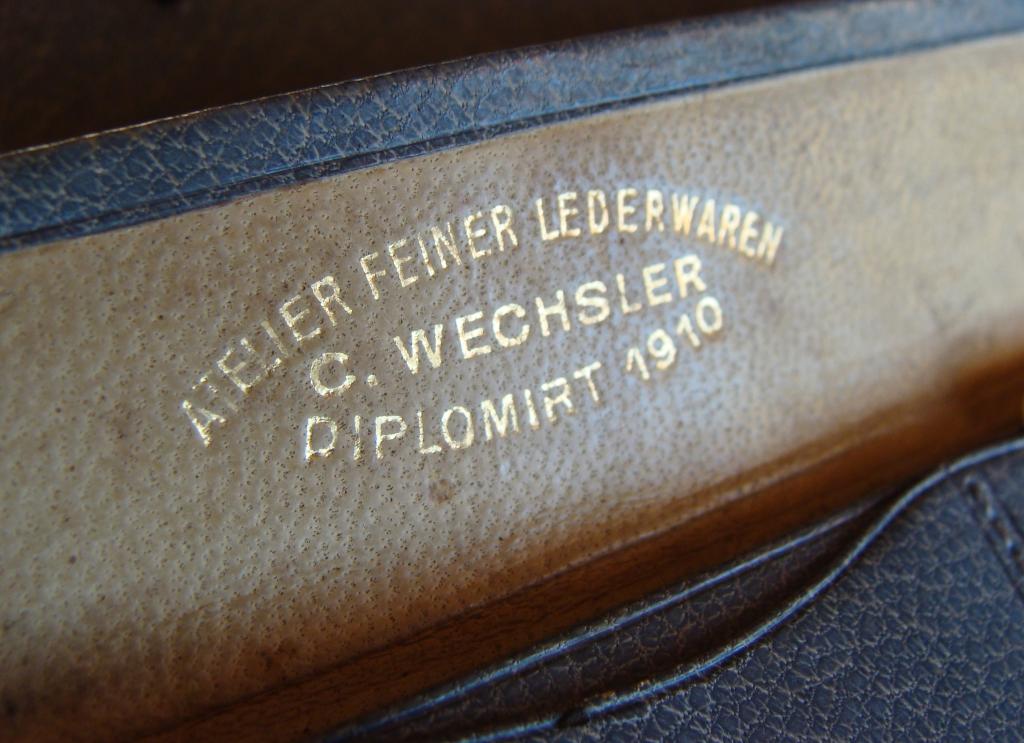 ATELIER FEINER LEDERWAREN
C. WECHSLER
DIPLOMIRT 1910